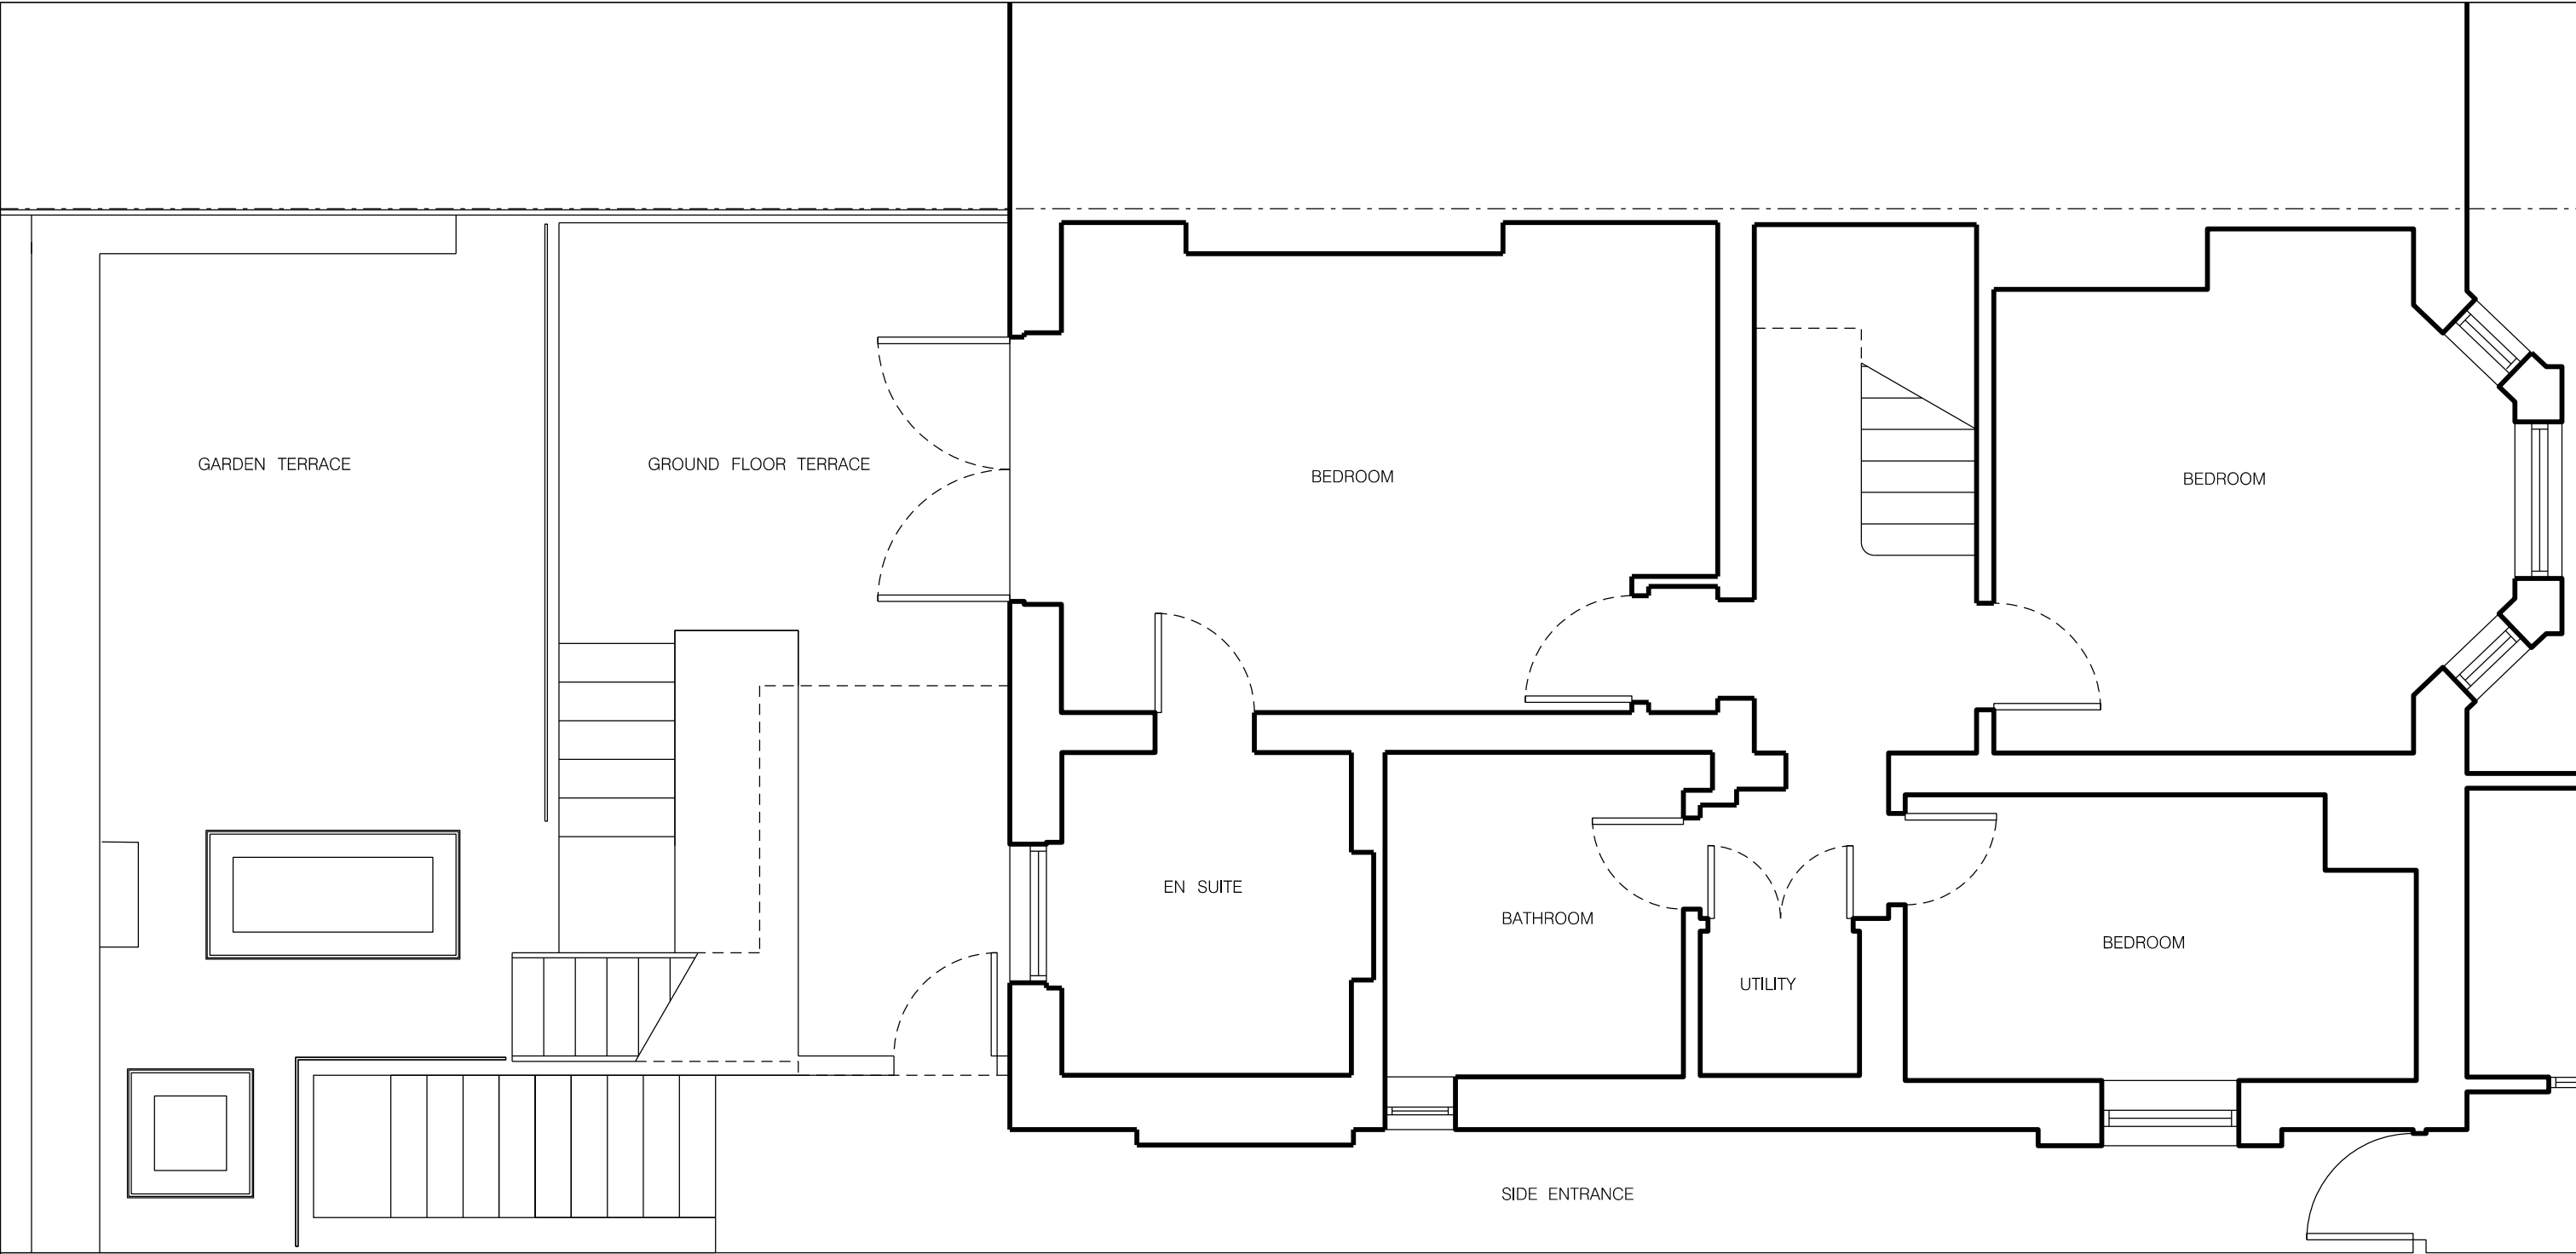 GARDEN TERRACE
GROUND FLOOR TERRACE
BEDROOM
BEDROOM
EN SUITE
BATHROOM
BEDROOM
UTILITY
SIDE ENTRANCE